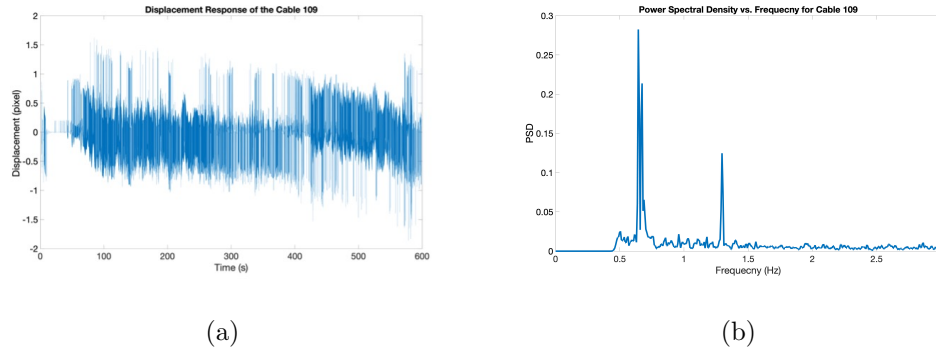 Displacement Response of the Cable 109
2
1.5
1
0.5
0
-0.5
-1
-1.5
-2
Displacement (pixel)
0 100 200 300 400 500 600
Time (s)
(a)
Power Spectral Density vs. Frequecny for Cable 109
0.3
0.25
0.2
0.15
0.1
0.05
0
PSD
0 0.5 1 1.5 2 2.5
Frequecny (Hz)
(b)